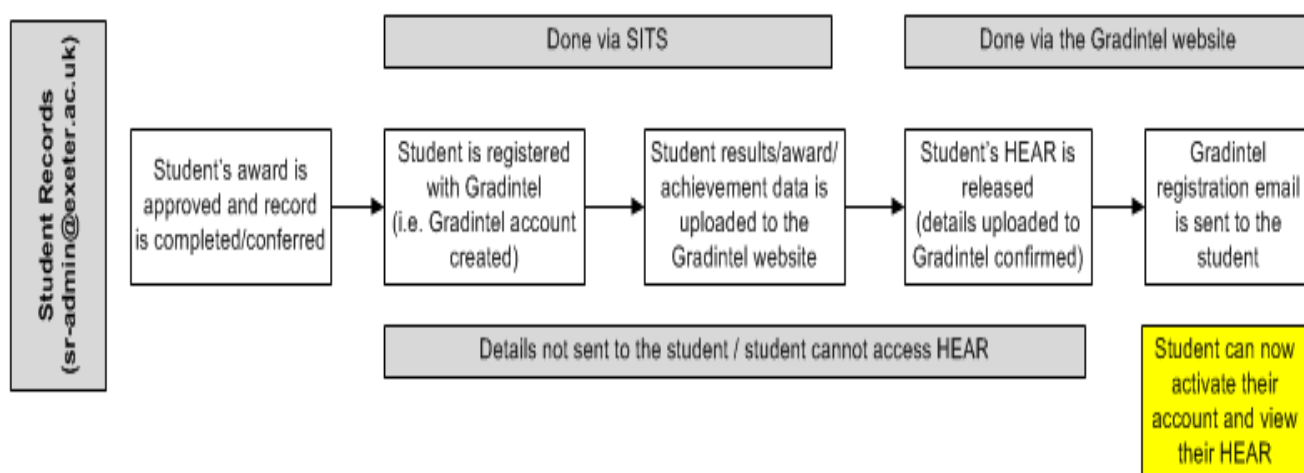 Student Records
(sr-admin@exeter.ac.uk)
Done via SITS
Done via the Gradintel website
Student's award is
approved and record
is completed/conferred
Student is registered
with Gradintel
(i.e. Gradintel account
created)
Student results/award/
achievement data is
uploaded to the
Gradintel website
Student's HEAR is
released
(details uploaded to
Gradintel confirmed)
Gradintel
registration email
is sent to the
student
Details not sent to the student / student cannot access HEAR
Student can now
activate their
account and view
their HEAR